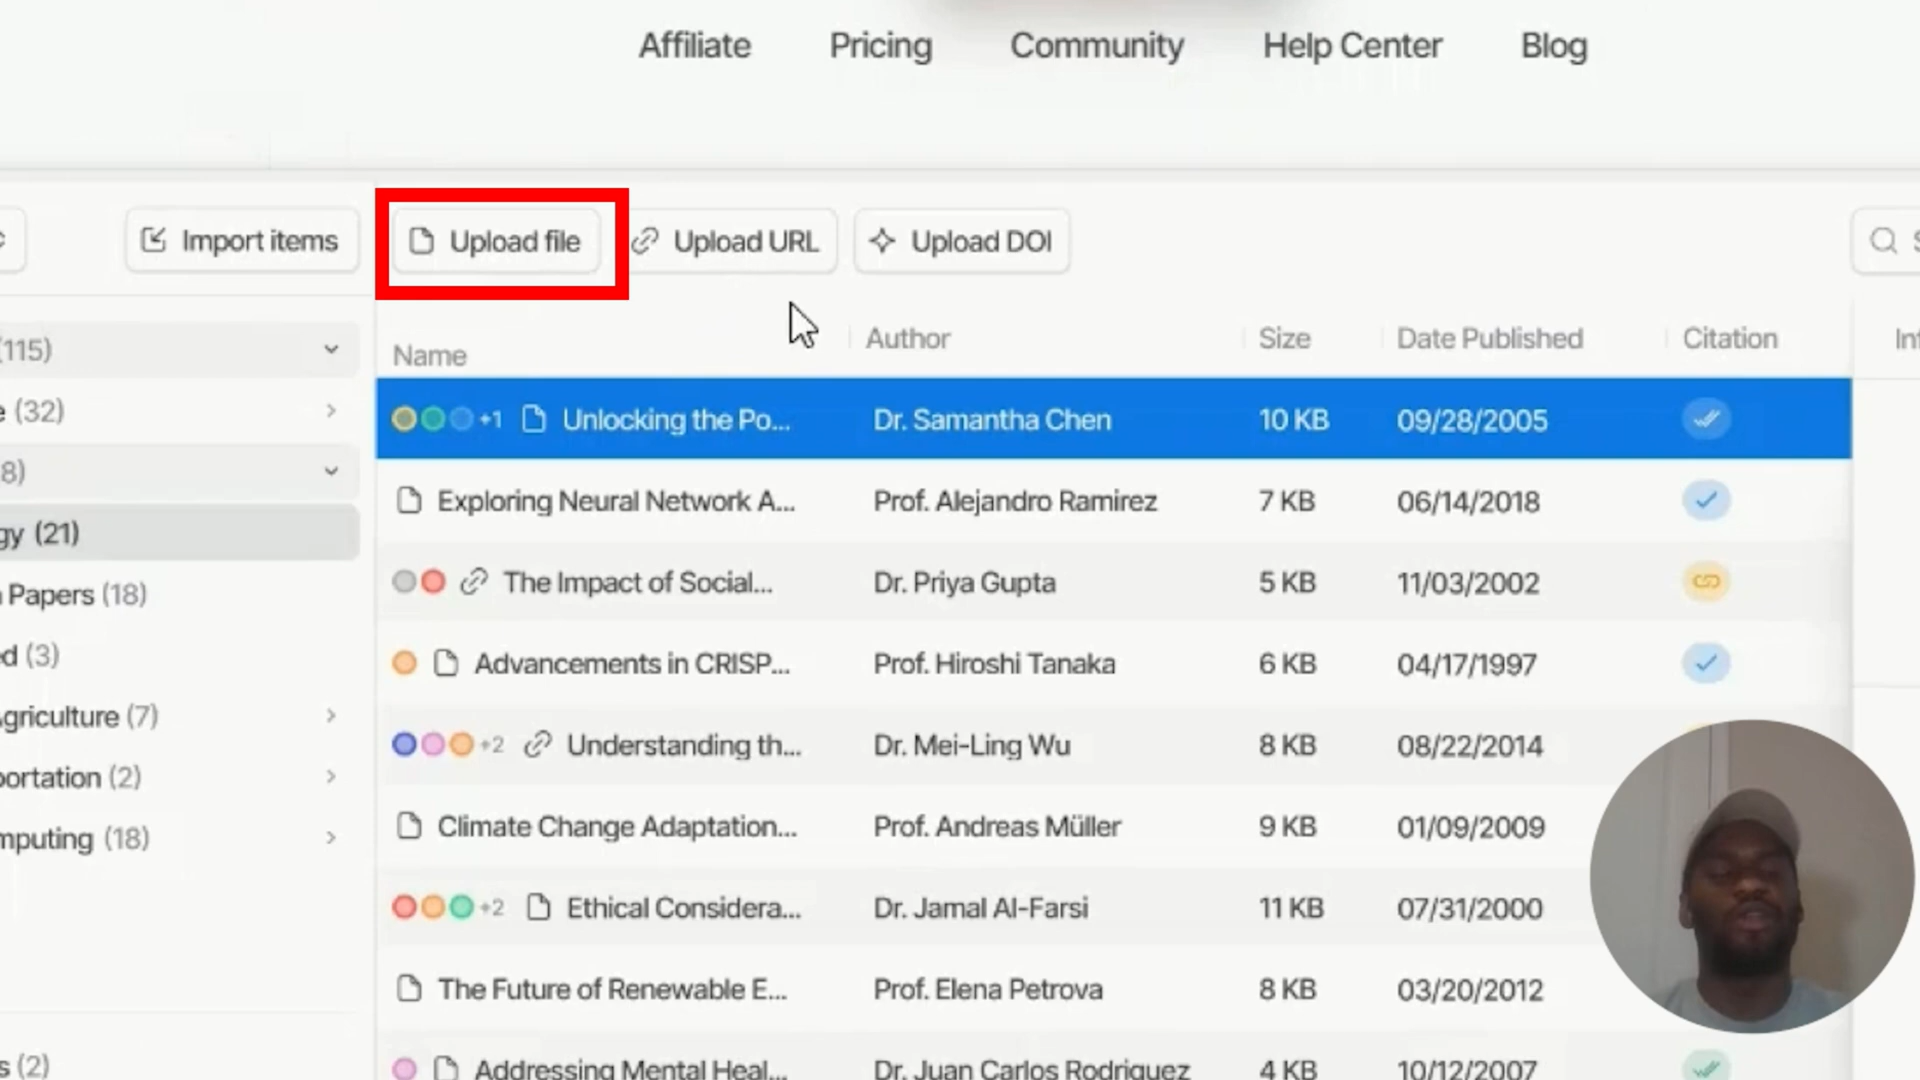 Affiliate Pricing Community Help Center Blog
Import items Upload file Upload URL Upload DOI
Name Author Size Date Published Citation
(115)
(32)
8)
gy (21)
Papers (18)
ed (3)
Agriculture (7)
portation (2)
mputing (18)
s (2)
+1 Unlocking the Po... Dr. Samantha Chen 10 KB 09/28/2005
Exploring Neural Network A... Prof. Alejandro Ramirez 7 KB 06/14/2018
The Impact of Social... Dr. Priya Gupta 5 KB 11/03/2002
Advancements in CRISP... Prof. Hiroshi Tanaka 6 KB 04/17/1997
+2 Understanding th... Dr. Mei-Ling Wu 8 KB 08/22/2014
Climate Change Adaptation... Prof. Andreas Müller 9 KB 01/09/2009
+2 Ethical Considera... Dr. Jamal Al-Farsi 11 KB 07/31/2000
The Future of Renewable E... Prof. Elena Petrova 8 KB 03/20/2012
Addressing Mental Heal... Dr. Juan Carlos Rodriguez 4 KB 10/12/2007